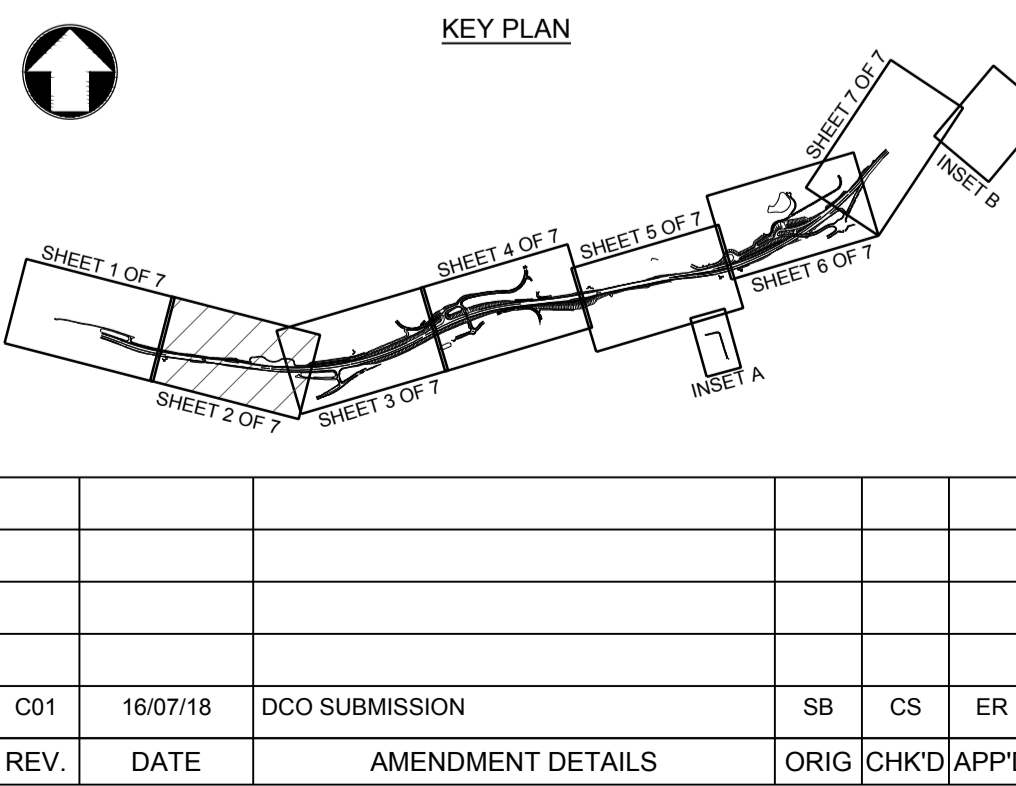 KEY PLAN
SHEET 1 OF 7
SHEET 2 OF 7
SHEET 3 OF 7
SHEET 4 OF 7
SHEET 5 OF 7
SHEET 6 OF 7
SHEET 7 OF 7
INSET A
INSET B
C01 16/07/18 DCO SUBMISSION SB CS ER
REV. DATE AMENDMENT DETAILS ORIG CHK'D APP'D